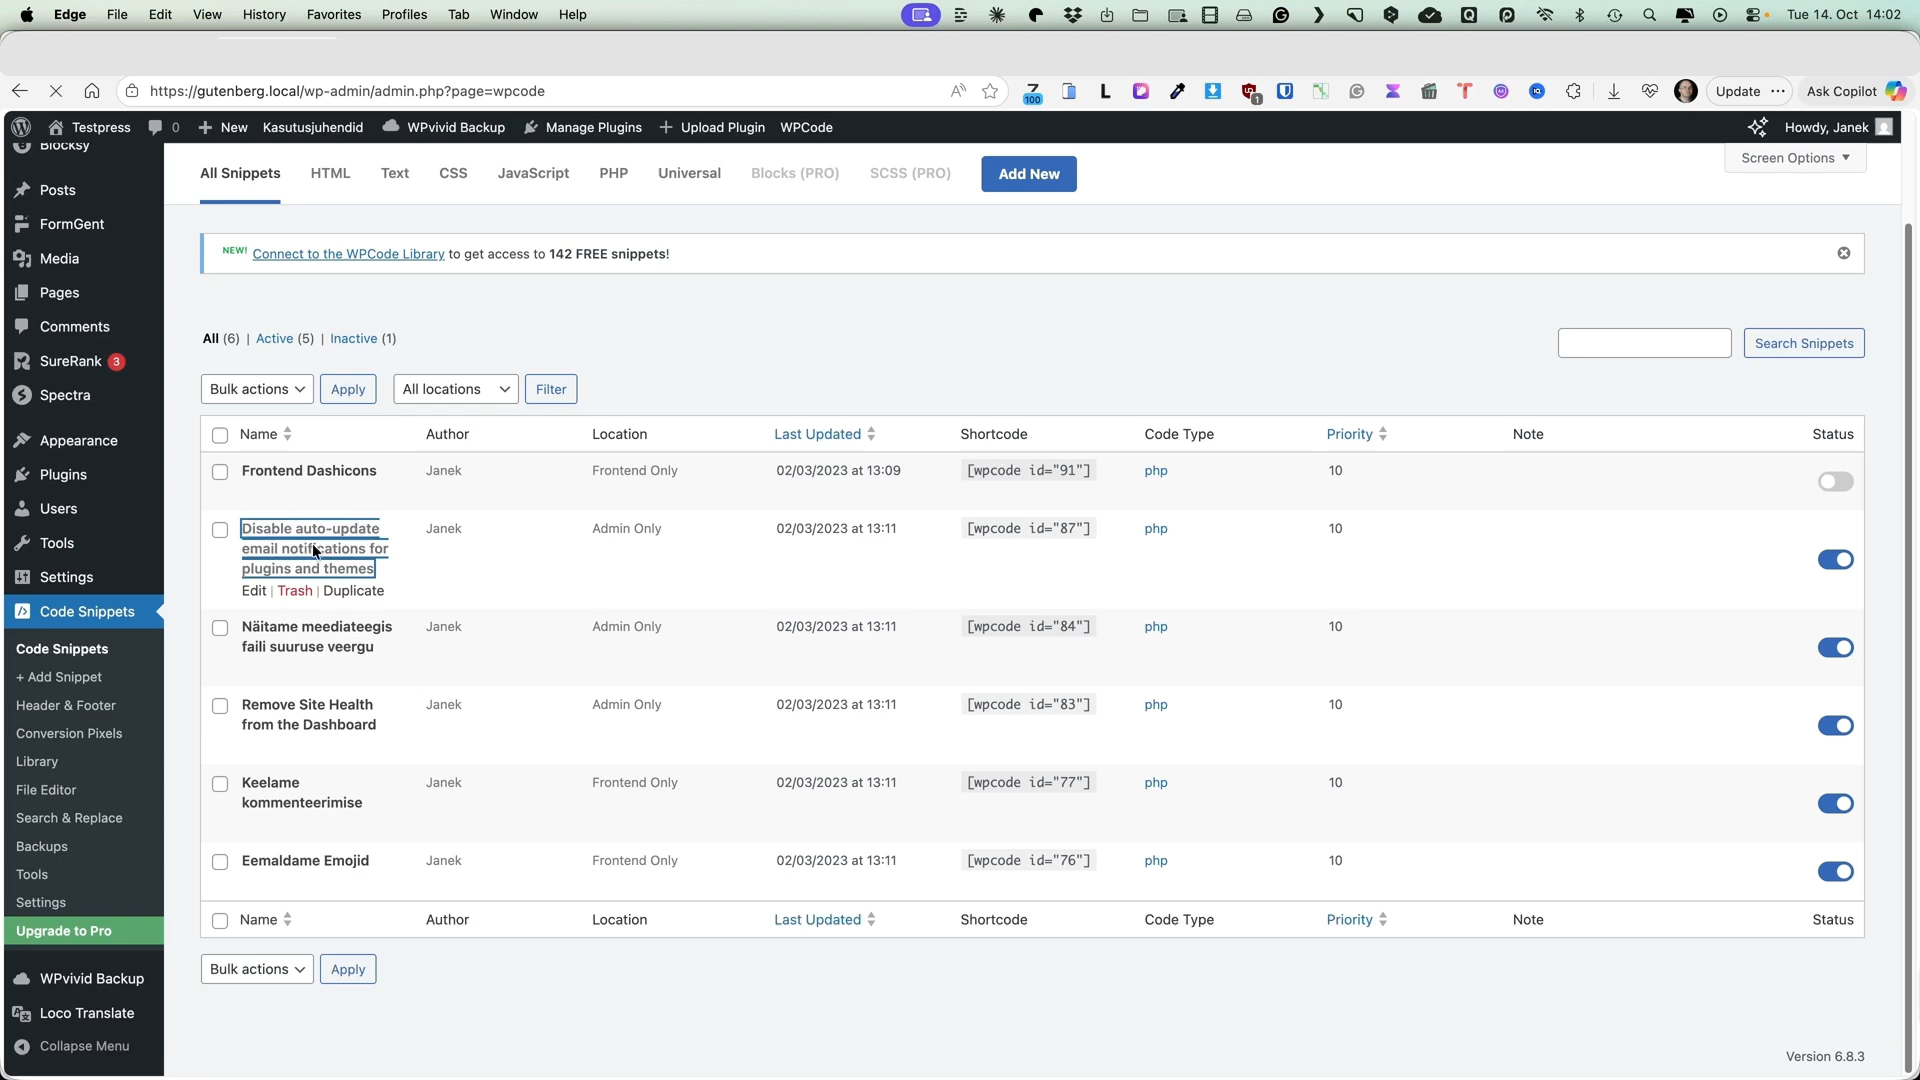 Edge File Edit View History Favorites Profiles Tab Window Help
Tue 14. Oct 14:02
https://gutenberg.local/wp-admin/admin.php?page=wpcode
100
1
Update
Ask Copilot
Testpress 0 New Kasutusjuhendid WPvivid Backup Manage Plugins Upload Plugin WPCode
Howdy, Janek
Blocksy
Posts
FormGent
Media
Pages
Comments
SureRank 3
Spectra
Appearance
Plugins
Users
Tools
Settings
Code Snippets
Code Snippets
+ Add Snippet
Header & Footer
Conversion Pixels
Library
File Editor
Search & Replace
Backups
Tools
Settings
Upgrade to Pro
WPvivid Backup
Loco Translate
Collapse Menu
All Snippets HTML Text CSS JavaScript PHP Universal Blocks (PRO) SCSS (PRO) Add New
Screen Options
NEW! Connect to the WPCode Library to get access to 142 FREE snippets!
All (6) | Active (5) | Inactive (1)
Search Snippets
Bulk actions Apply All locations Filter
Name Author Location Last Updated Shortcode Code Type Priority Note Status
Frontend Dashicons Janek Frontend Only 02/03/2023 at 13:09 [wpcode id="91"] php 10
Disable auto-update Janek Admin Only 02/03/2023 at 13:11 [wpcode id="87"] php 10
email notifications for
plugins and themes
Edit | Trash | Duplicate
Näitame meediateegis Janek Admin Only 02/03/2023 at 13:11 [wpcode id="84"] php 10
faili suuruse veergu
Remove Site Health Janek Admin Only 02/03/2023 at 13:11 [wpcode id="83"] php 10
from the Dashboard
Keelame Janek Frontend Only 02/03/2023 at 13:11 [wpcode id="77"] php 10
kommenteerimise
Eemaldame Emojid Janek Frontend Only 02/03/2023 at 13:11 [wpcode id="76"] php 10
Name Author Location Last Updated Shortcode Code Type Priority Note Status
Bulk actions Apply
Version 6.8.3